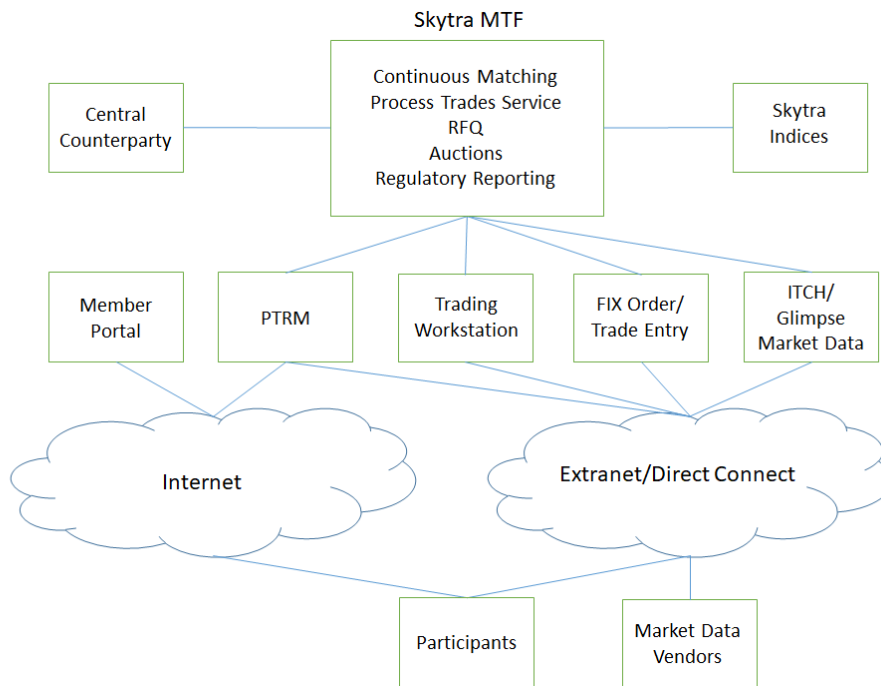 Skytra MTF
Continuous Matching
Process Trades Service
RFQ
Auctions
Regulatory Reporting
Central
Counterparty
Skytra
Indices
Member
Portal
PTRM
Trading
Workstation
FIX Order/
Trade Entry
ITCH/
Glimpse
Market Data
Internet
Extranet/Direct Connect
Participants
Market Data
Vendors